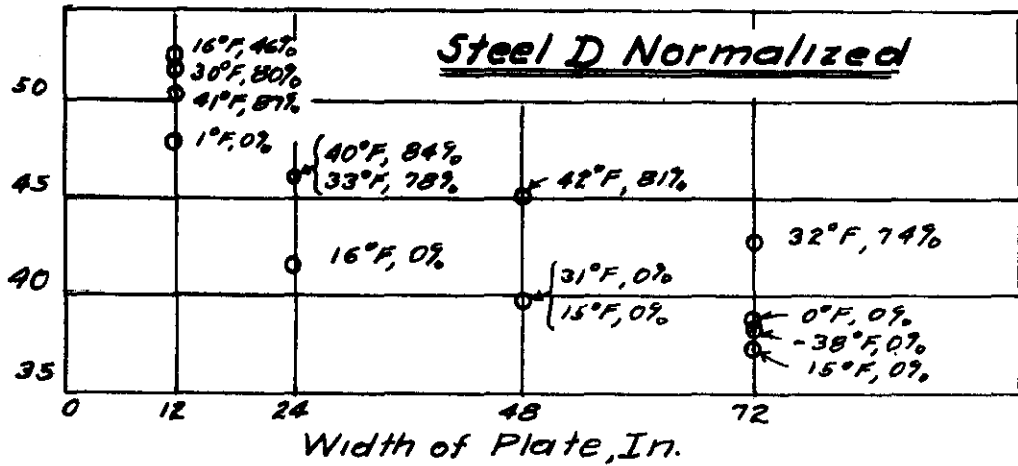 Steel D Normalized
16°F, 46%
30°F, 80%
50
41°F, 87%
1°F, 0%
40°F, 84%
33°F, 78%
42°F, 81%
45
32°F, 74%
16°F, 0%
31°F, 0%
40
15°F, 0%
0°F, 0%
-38°F, 0%
15°F, 0%
35
0 12 24 48 72
Width of Plate, In.